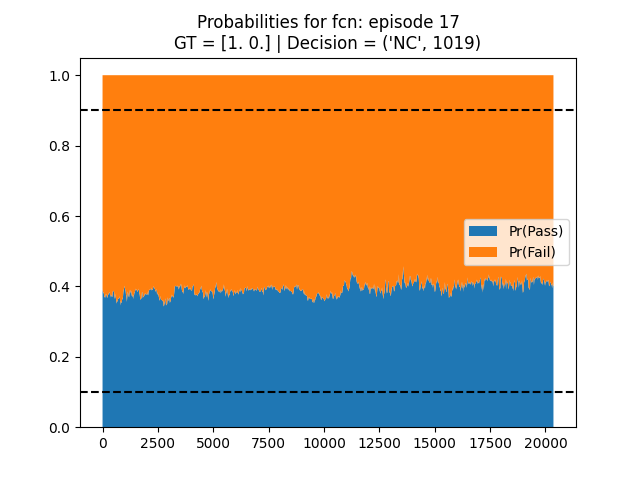 Probabilities for fcn: episode 17
GT = [1. 0.] | Decision = ('NC', 1019)
1.0
0.8
0.6
0.4
0.2
0.0
Pr(Pass)
Pr(Fail)
0 2500 5000 7500 10000 12500 15000 17500 20000